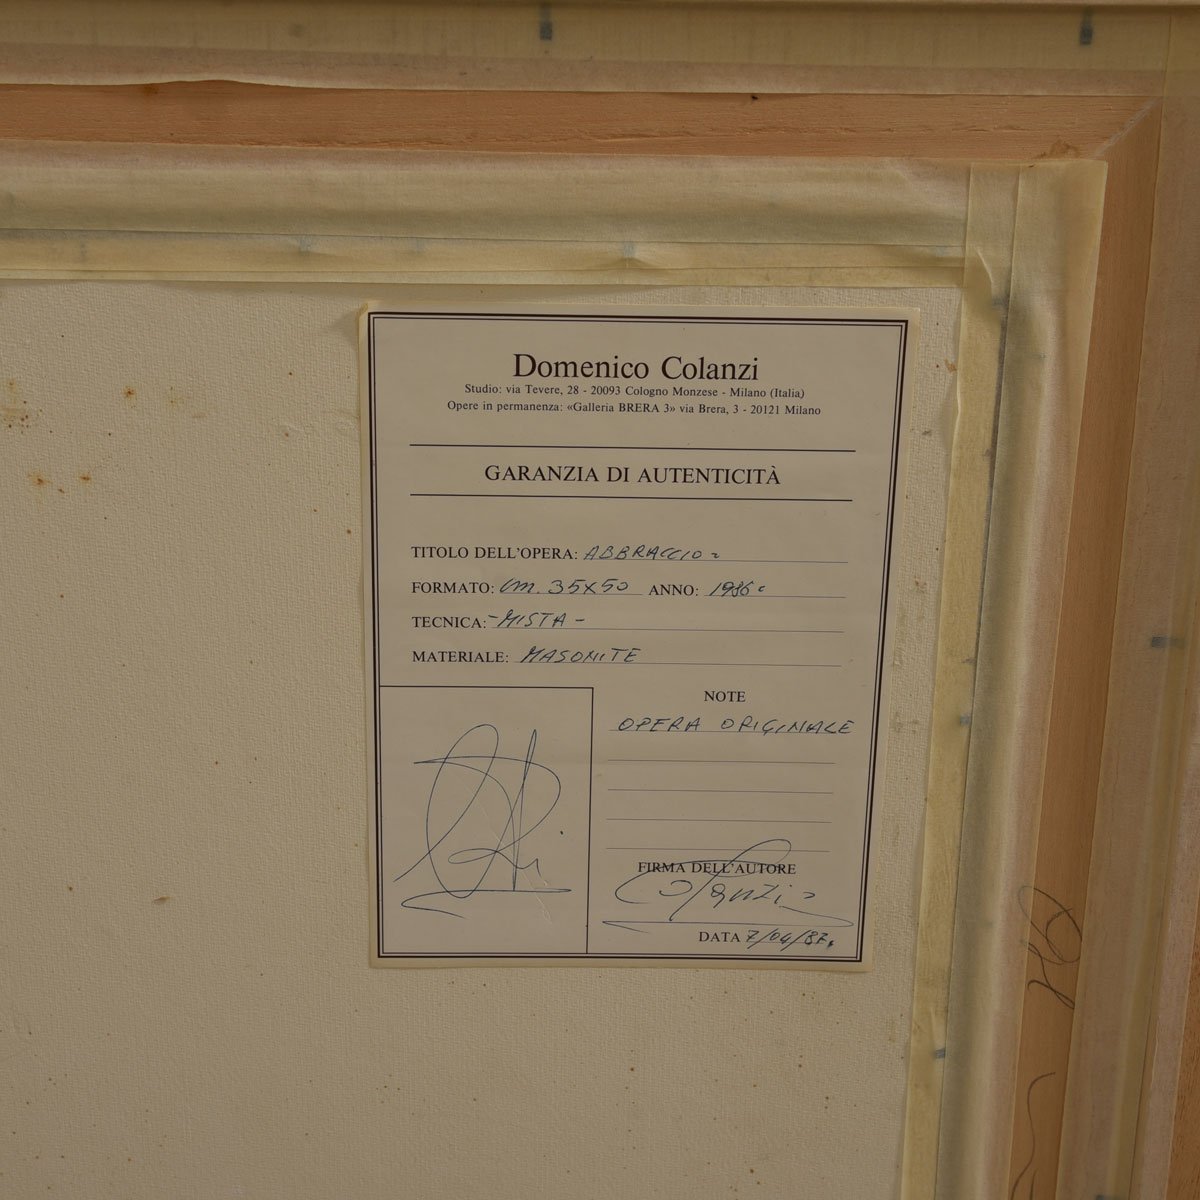 Domenico Colanzi
Studio: via Tevere, 28 - 20093 Cologno Monzese - Milano (Italia)
Opere in permanenza: «Galleria BRERA 3» via Brera, 3 - 20121 Milano
GARANZIA DI AUTENTICITÀ
TITOLO DELL'OPERA: ABBRACCIO
FORMATO: cm. 35x50 ANNO: 1986
TECNICA: - MISTA -
MATERIALE: MASONITE
NOTE
OPERA ORIGINALE
FIRMA DELL'AUTORE
Colanzi
DATA 7/04/87.